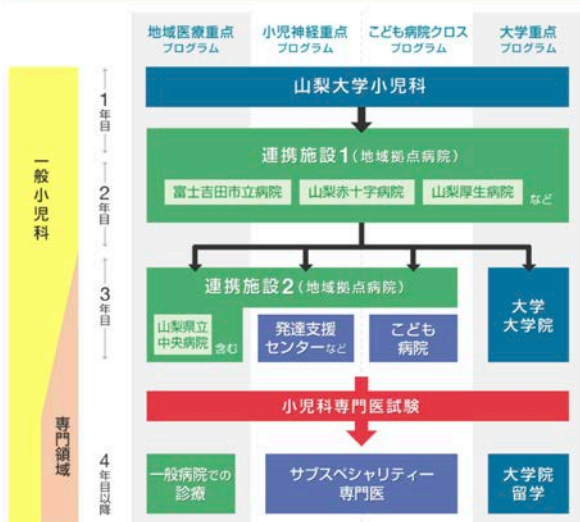 地域医療重点
プログラム
小児神経重点
プログラム
こども病院クロス
プログラム
大学重点
プログラム
一般小児科
専門領域
1年目
2年目
3年目
4年目以降
山梨大学小児科
連携施設1(地域拠点病院)
富士吉田市立病院
山梨赤十字病院
山梨厚生病院
など
連携施設2(地域拠点病院)
山梨県立
中央病院
含む
発達支援
センターなど
こども
病院
大学
大学院
小児科専門医試験
一般病院での
診療
サブスペシャリティー
専門医
大学院
留学